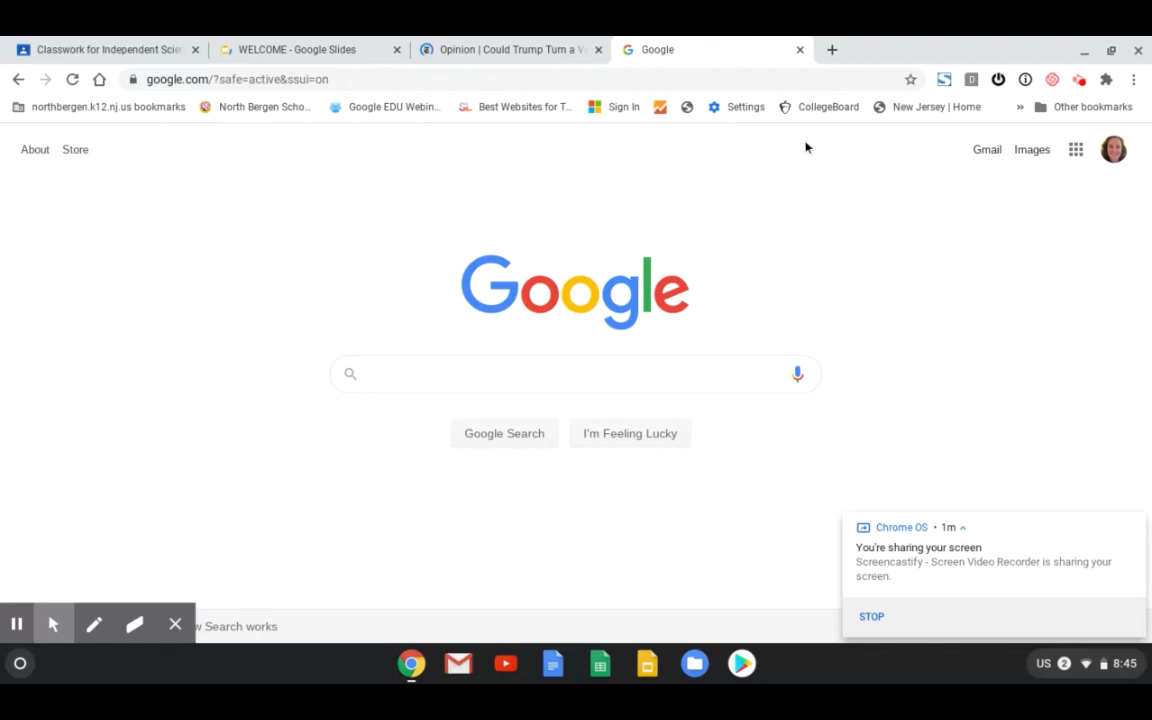 Classwork for Independent Scien
WELCOME - Google Slides
Opinion | Could Trump Turn a V
Google
google.com/?safe=active&ssui=on
northbergen.k12.nj.us bookmarks
North Bergen Scho...
Google EDU Webin...
SL Best Websites for T...
Sign In
Settings
CollegeBoard
New Jersey | Home
» Other bookmarks
About Store
Gmail Images
Google
Google Search
I'm Feeling Lucky
Chrome OS • 1m
You're sharing your screen
Screencastify - Screen Video Recorder is sharing your
screen.
STOP
w Search works
US 2 8:45